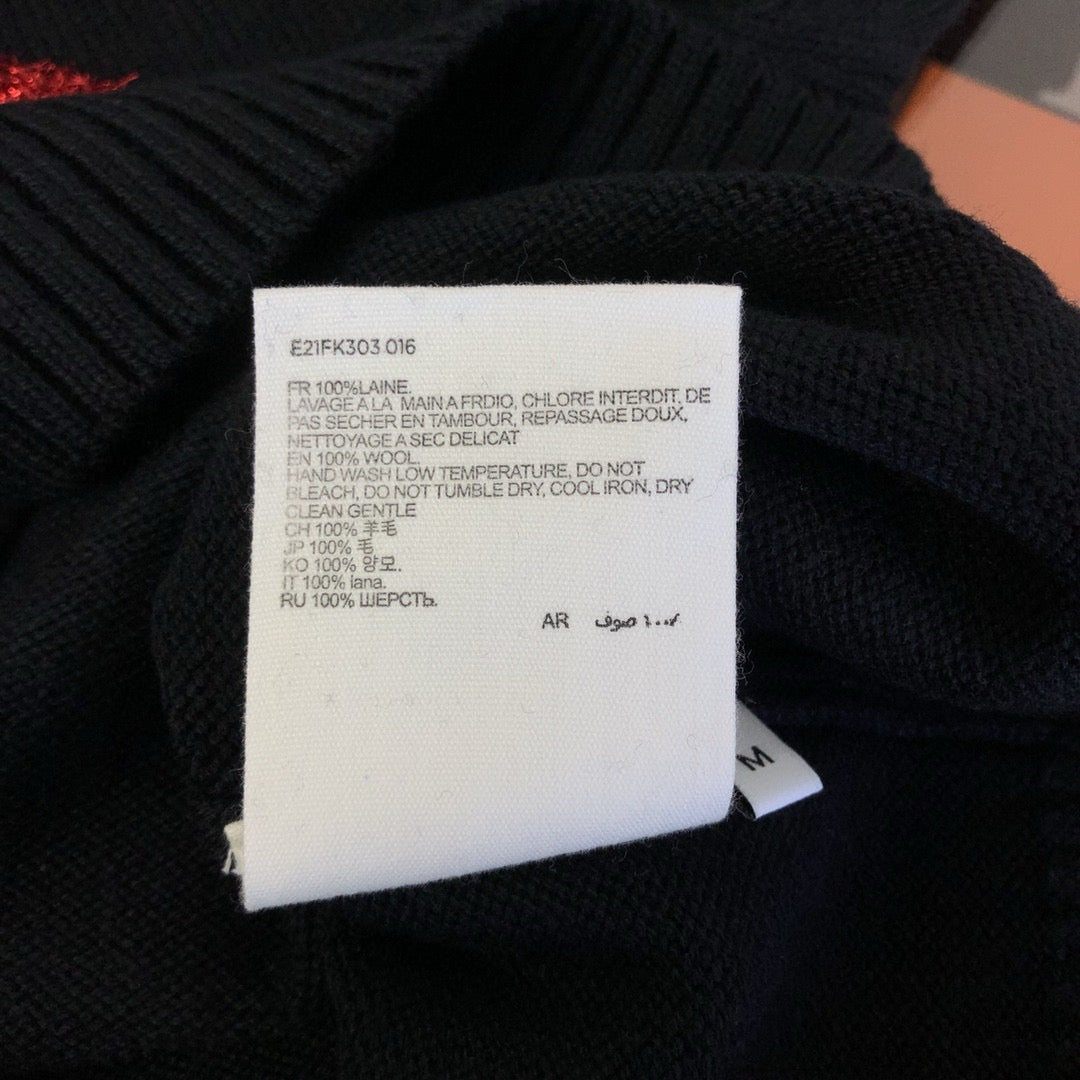 E21FK303 016
FR 100%LAINE.
LAVAGE A LA MAIN A FRDIO, CHLORE INTERDIT, DE
PAS SECHER EN TAMBOUR, REPASSAGE DOUX,
NETTOYAGE A SEC DELICAT
EN 100% WOOL.
HAND WASH LOW TEMPERATURE, DO NOT
BLEACH, DO NOT TUMBLE DRY, COOL IRON, DRY
CLEAN GENTLE
CH 100% 羊毛
JP 100% 毛
KO 100% 양모.
IT 100% lana.
RU 100% ШЕРСТЬ.
AR صوف ١٠٠٪
M